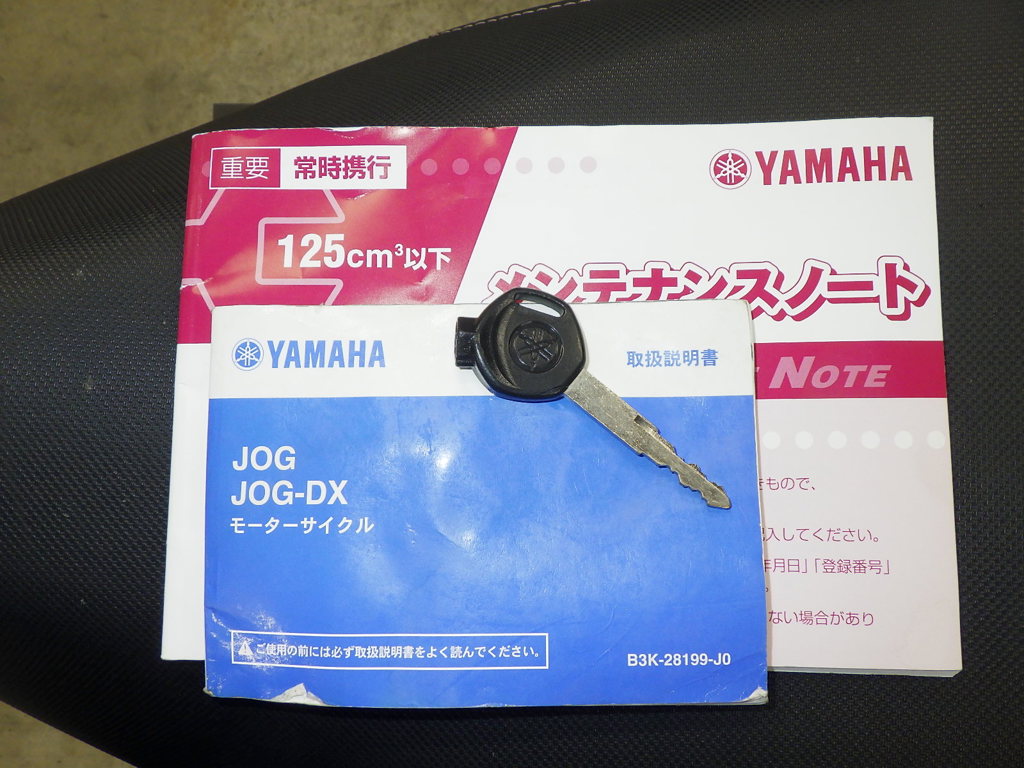 重要 常時携行
YAMAHA
125cm³以下
メンテナンスノート
NOTE
YAMAHA
取扱説明書
JOG
JOG-DX
モーターサイクル
きもので、
記入してください。
年月日」「登録番号」
ない場合があり
ご使用の前には必ず取扱説明書をよく読んでください。
B3K-28199-J0